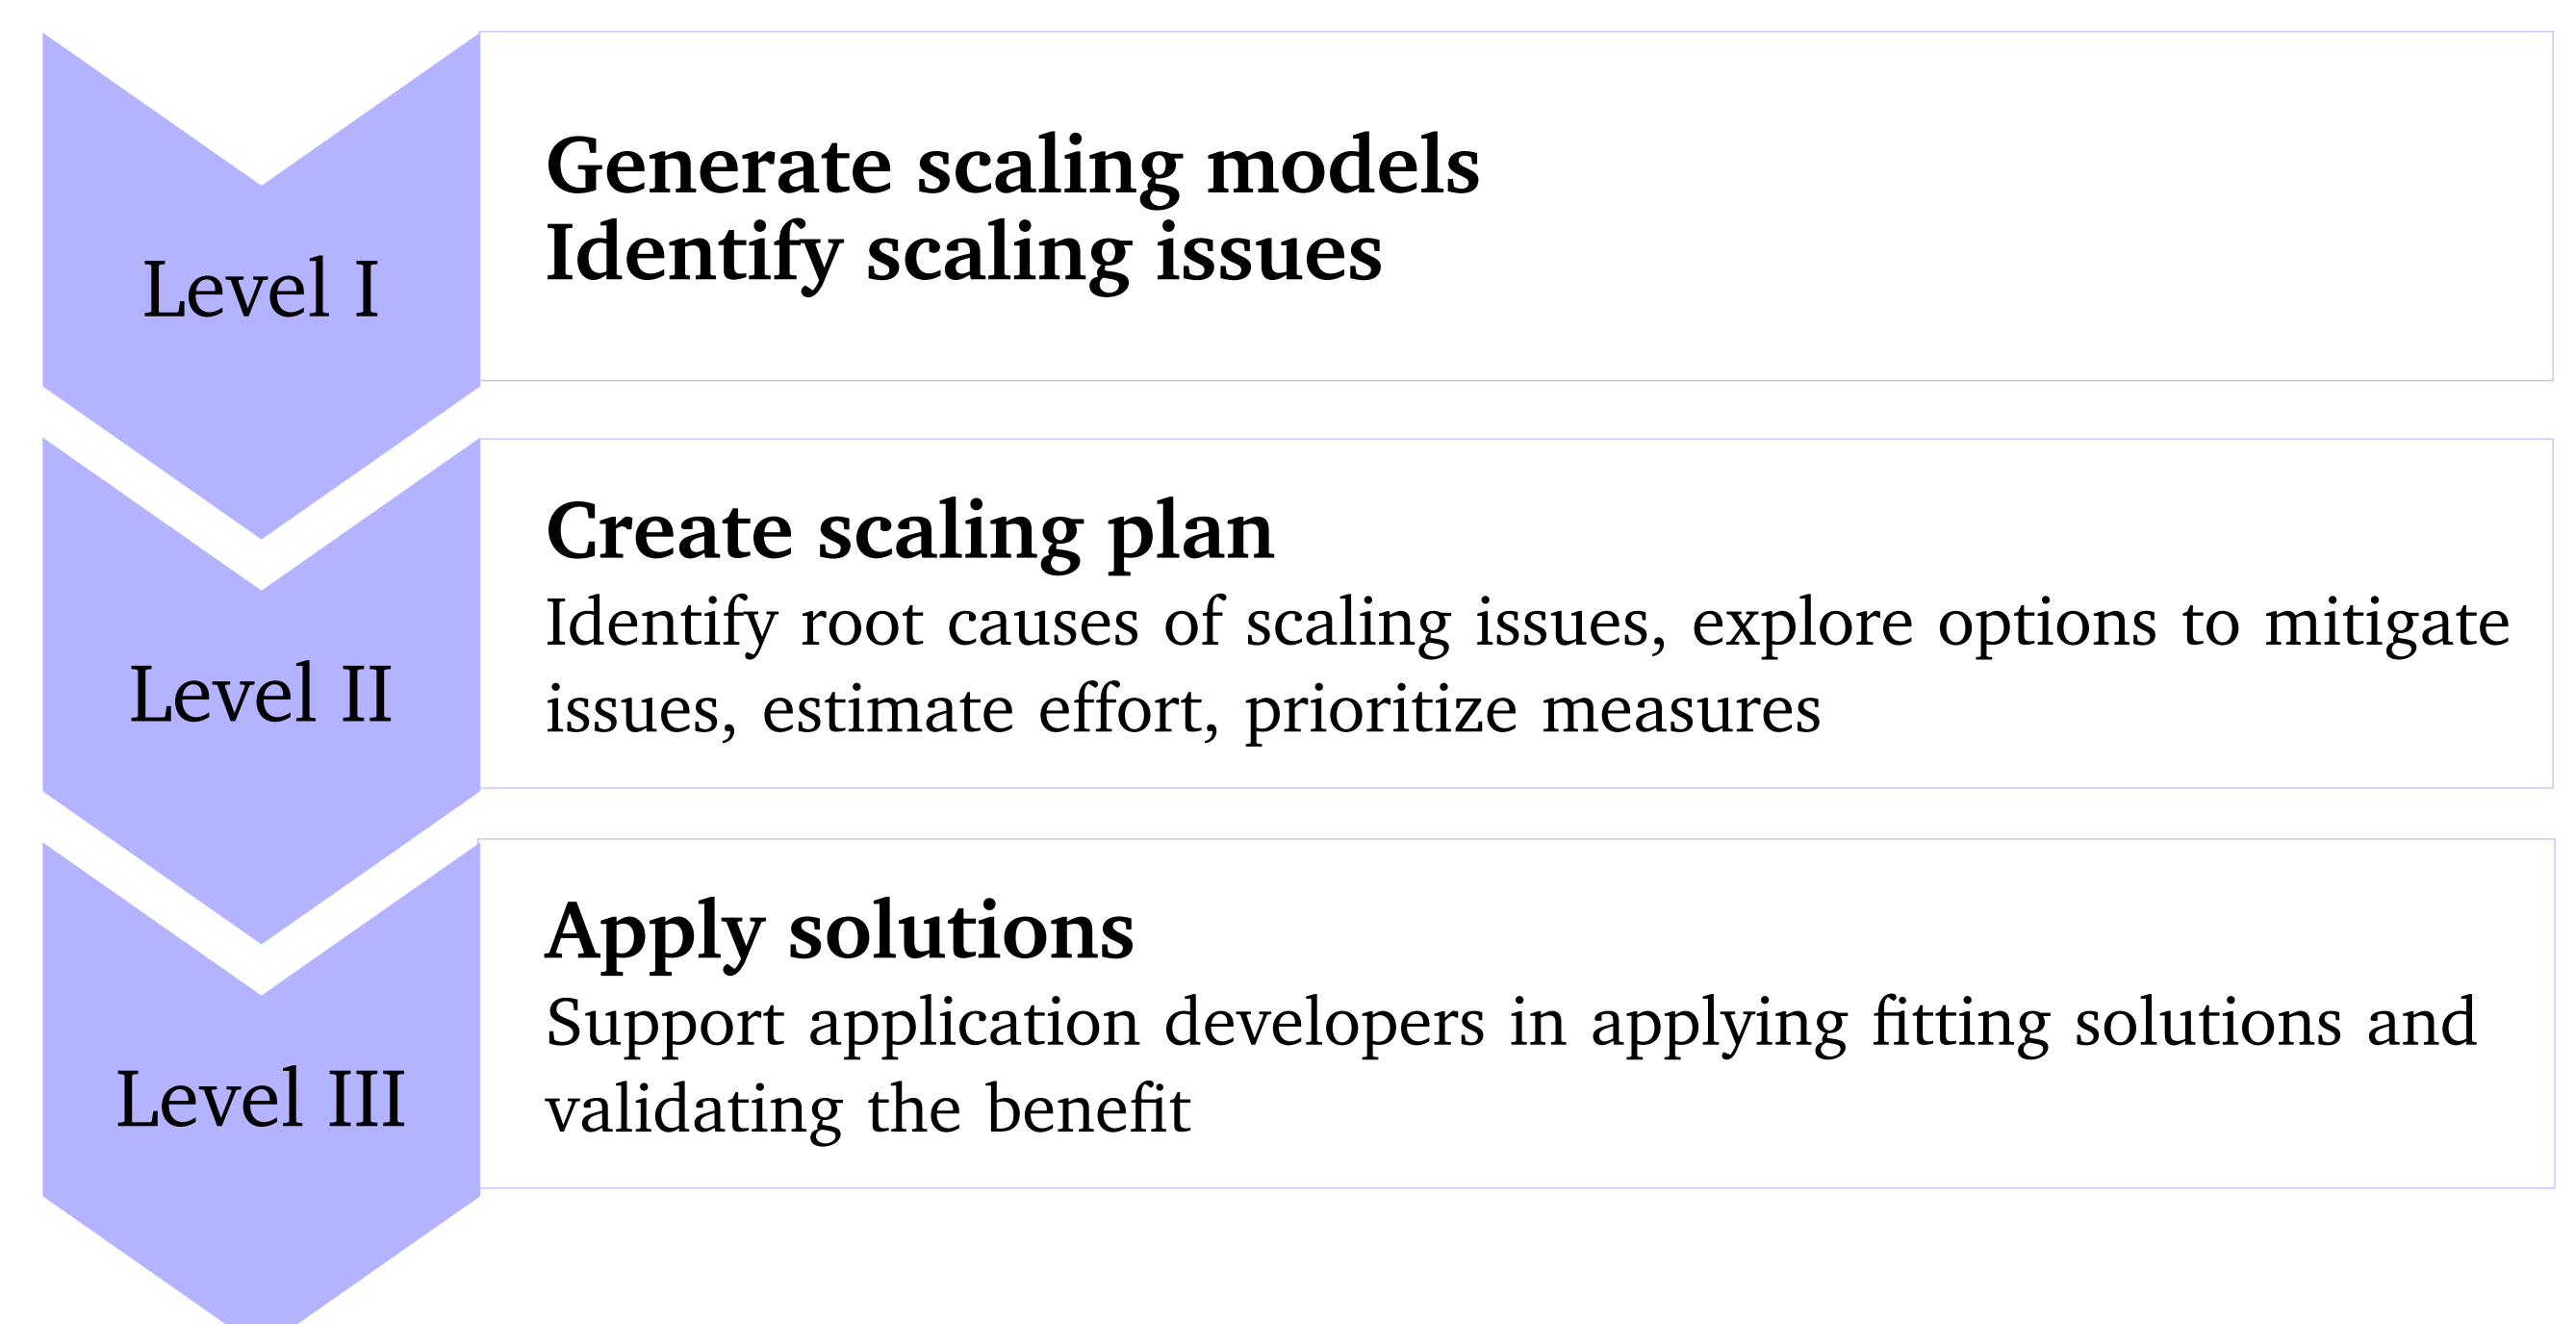 Level I
Generate scaling models
Identify scaling issues
Level II
Create scaling plan
Identify root causes of scaling issues, explore options to mitigate
issues, estimate effort, prioritize measures
Level III
Apply solutions
Support application developers in applying fitting solutions and
validating the benefit